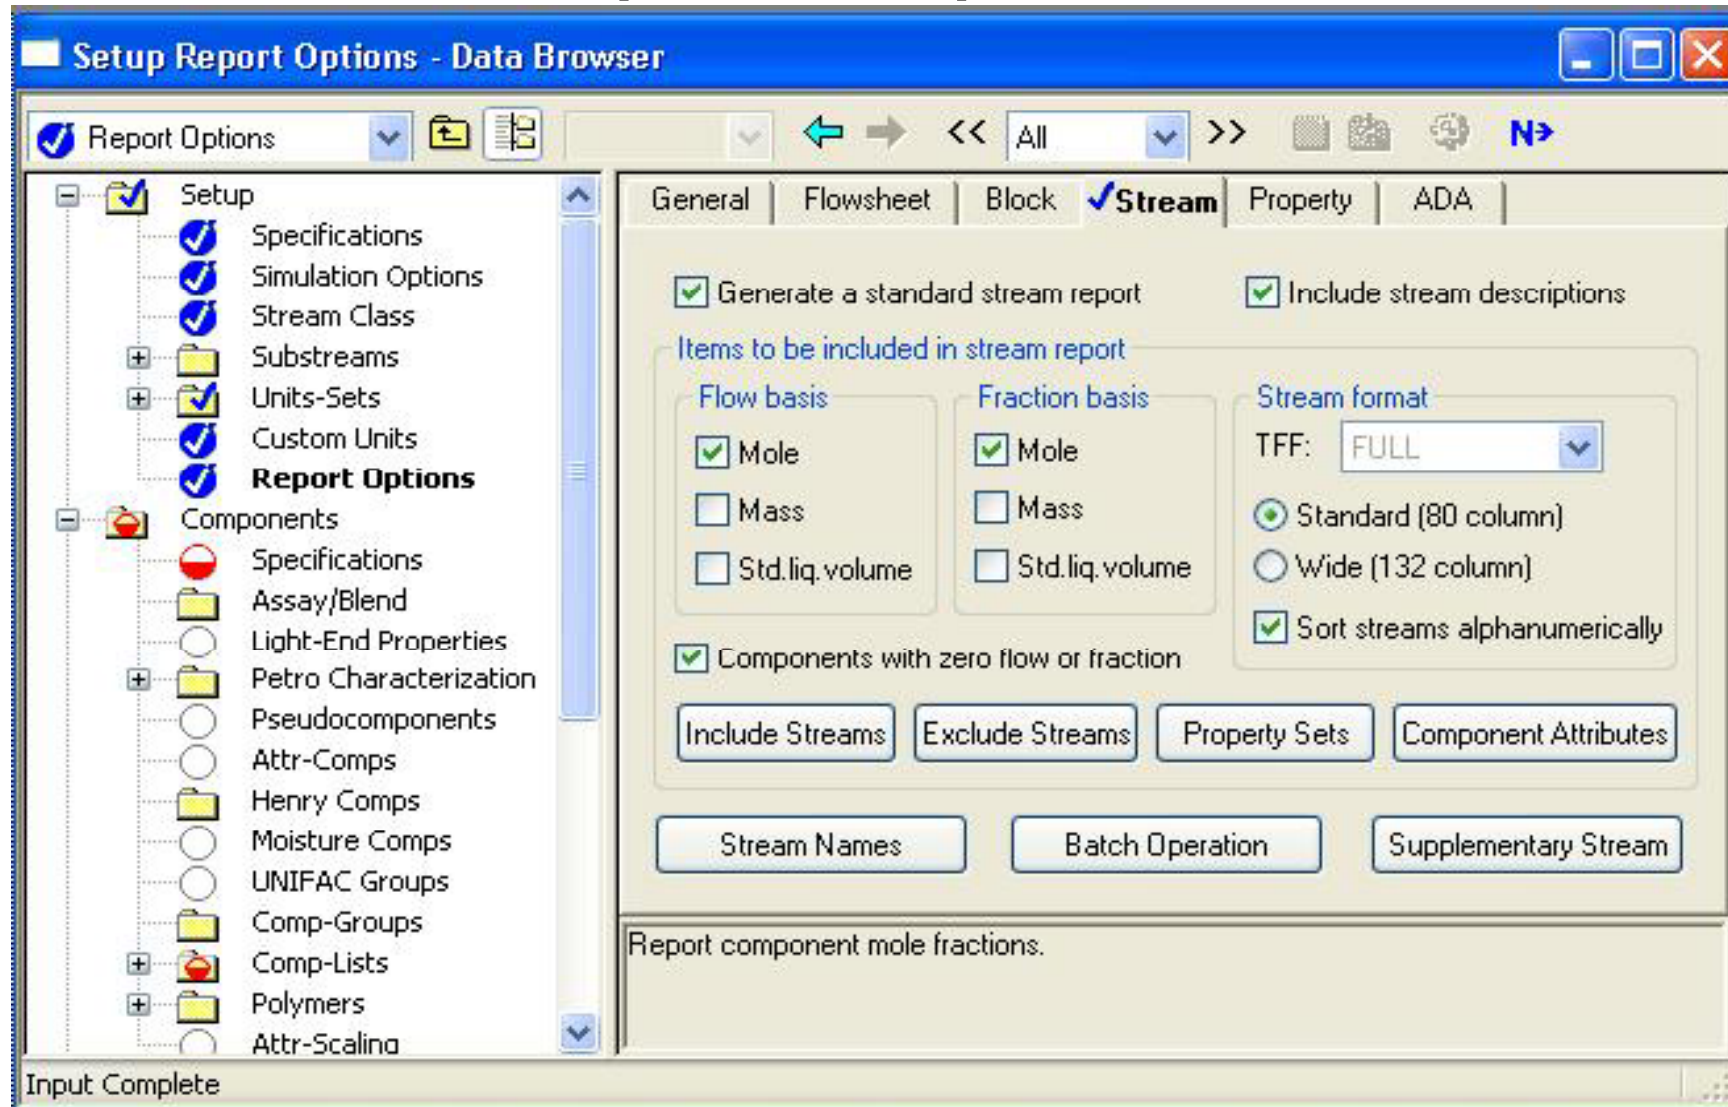 Setup Report Options - Data Browser
Report Options
<< All >>
N
Setup
Specifications
Simulation Options
Stream Class
Substreams
Units-Sets
Custom Units
Report Options
Components
Specifications
Assay/Blend
Light-End Properties
Petro Characterization
Pseudocomponents
Attr-Comps
Henry Comps
Moisture Comps
UNIFAC Groups
Comp-Groups
Comp-Lists
Polymers
Attr-Scaling
General Flowsheet Block Stream Property ADA
Generate a standard stream report Include stream descriptions
Items to be included in stream report
Flow basis
Mole
Mass
Std.liq.volume
Fraction basis
Mole
Mass
Std.liq.volume
Stream format
TFF: FULL
Standard (80 column)
Wide (132 column)
Sort streams alphanumerically
Components with zero flow or fraction
Include Streams Exclude Streams Property Sets Component Attributes
Stream Names Batch Operation Supplementary Stream
Report component mole fractions.
Input Complete